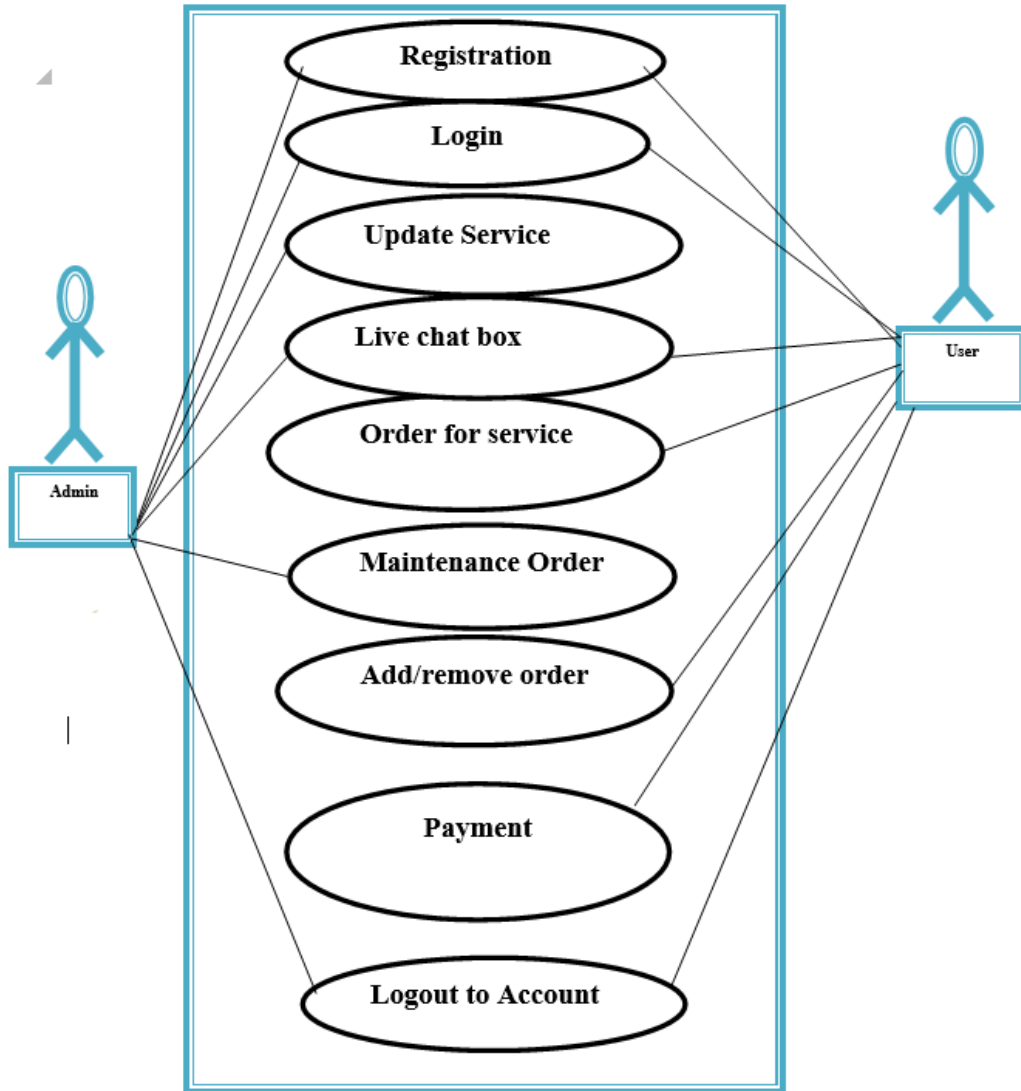 Registration
Login
Update Service
Live chat box
User
Order for service
Admin
Maintenance Order
Add/remove order
Payment
Logout to Account